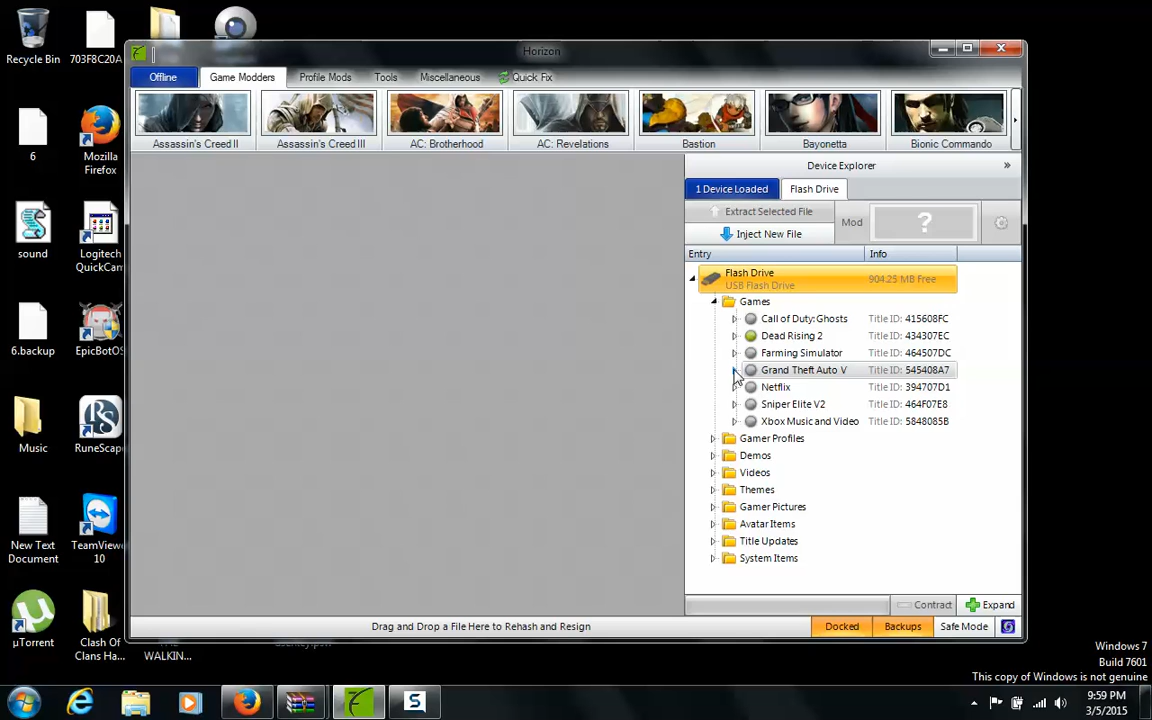 Recycle Bin
703F8C20A
Horizon
Offline
Game Modders
Profile Mods
Tools
Miscellaneous
Quick Fix
Assassin's Creed II
Assassin's Creed III
AC: Brotherhood
AC: Revelations
Bastion
Bayonetta
Bionic Commando
6
Mozilla
Firefox
Device Explorer
»
1 Device Loaded
Flash Drive
Extract Selected File
Mod
?
Inject New File
sound
Logitech
QuickCam
Entry
Info
Flash Drive
USB Flash Drive
904.25 MB Free
Games
Call of Duty: Ghosts
Title ID: 415608FC
Dead Rising 2
Title ID: 434307EC
Farming Simulator
Title ID: 464507DC
Grand Theft Auto V
Title ID: 545408A7
Netflix
Title ID: 394707D1
Sniper Elite V2
Title ID: 464F07E8
Xbox Music and Video
Title ID: 5848085B
6.backup
EpicBotOS
Gamer Profiles
Demos
Videos
Themes
Gamer Pictures
Avatar Items
Title Updates
System Items
Music
RuneScape
New Text
Document
TeamViewer
10
Contract
Expand
Drag and Drop a File Here to Rehash and Resign
Docked
Backups
Safe Mode
µTorrent
Clash Of
Clans Ha...
THE
WALKIN...
Windows 7
Build 7601
This copy of Windows is not genuine
S
9:59 PM
3/5/2015